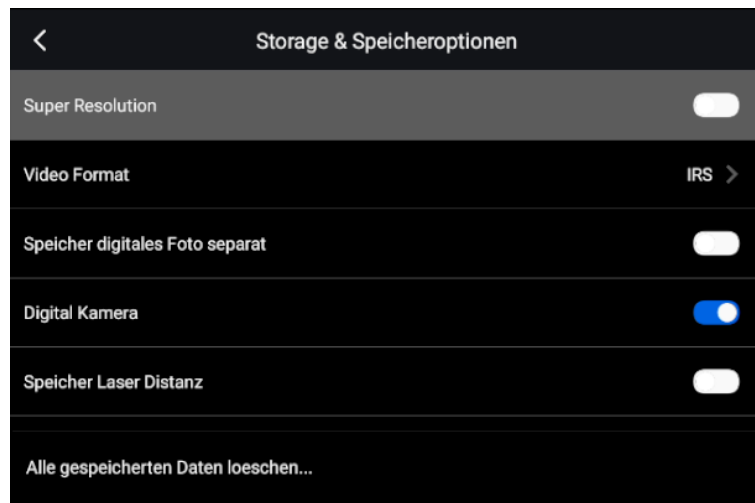 Storage & Speicheroptionen
Super Resolution
Video Format IRS
Speicher digitales Foto separat
Digital Kamera
Speicher Laser Distanz
Alle gespeicherten Daten loeschen...